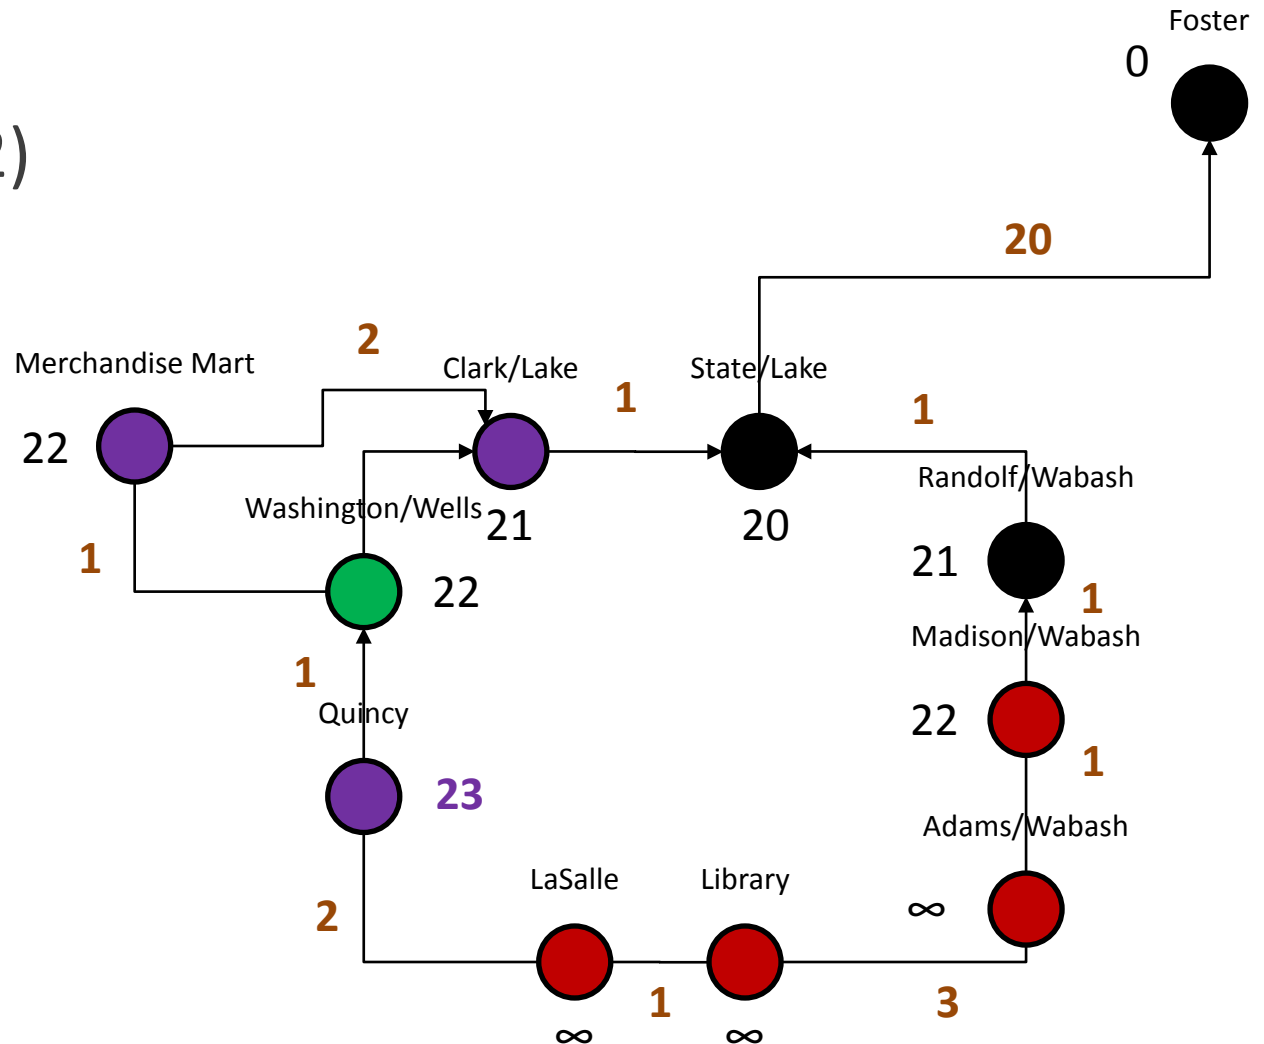 Foster
0
2)
20
2
Merchandise Mart
Clark/Lake
State/Lake
1
1
22
Randolf/Wabash
Washington/Wells
21
20
1
21
22
1
Madison/Wabash
1
Quincy
22
1
23
Adams/Wabash
LaSalle
Library
2
∞
1
3
∞
∞